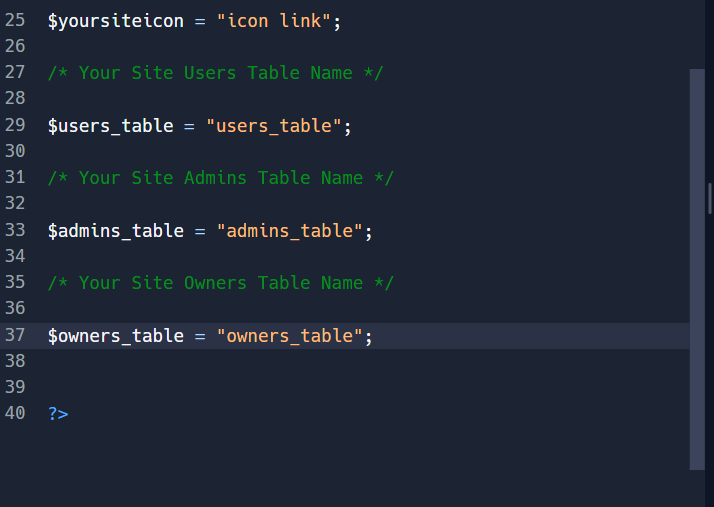 25 $yoursiteicon = "icon link";
26
27 /* Your Site Users Table Name */
28
29 $users_table = "users_table";
30
31 /* Your Site Admins Table Name */
32
33 $admins_table = "admins_table";
34
35 /* Your Site Owners Table Name */
36
37 $owners_table = "owners_table";
38
39
40 ?>